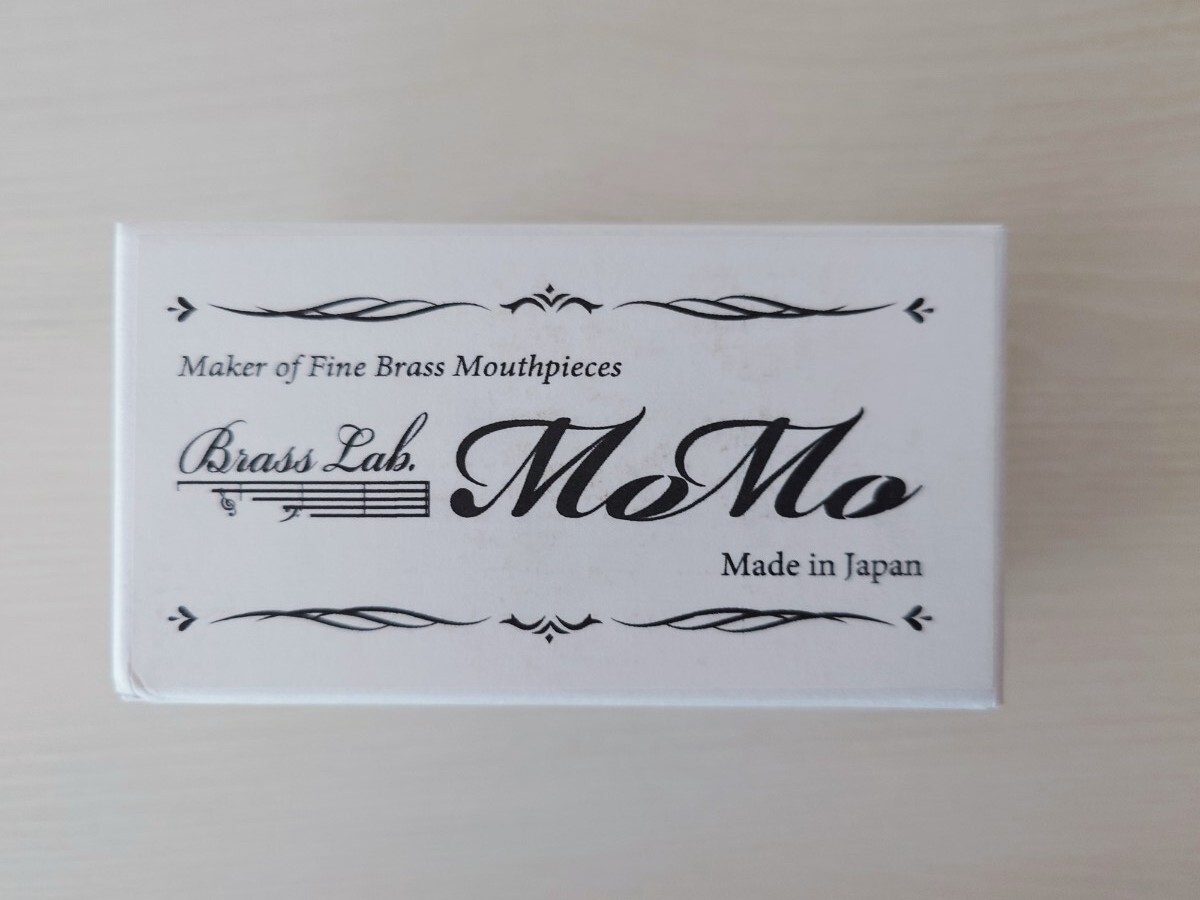 Maker of Fine Brass Mouthpieces
Brass Lab. MoMo
Made in Japan